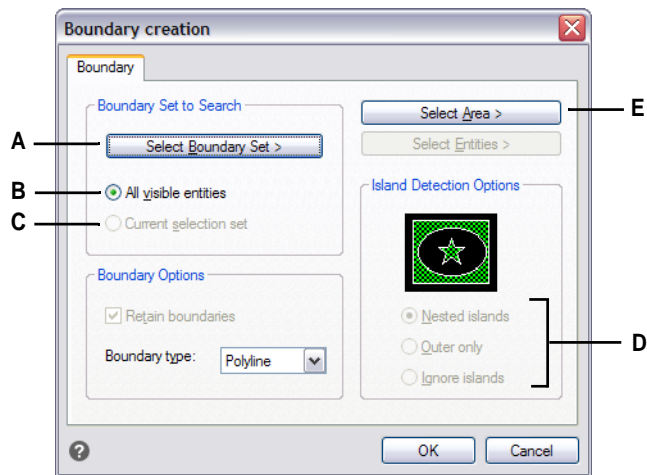 Boundary creation
Boundary
Boundary Set to Search
A
Select Boundary Set >
B
All visible entities
C
Current selection set
Boundary Options
Retain boundaries
Boundary type:
Polyline
Select Area >
E
Select Entities >
Island Detection Options
Nested islands
Outer only
Ignore islands
D
?
OK
Cancel